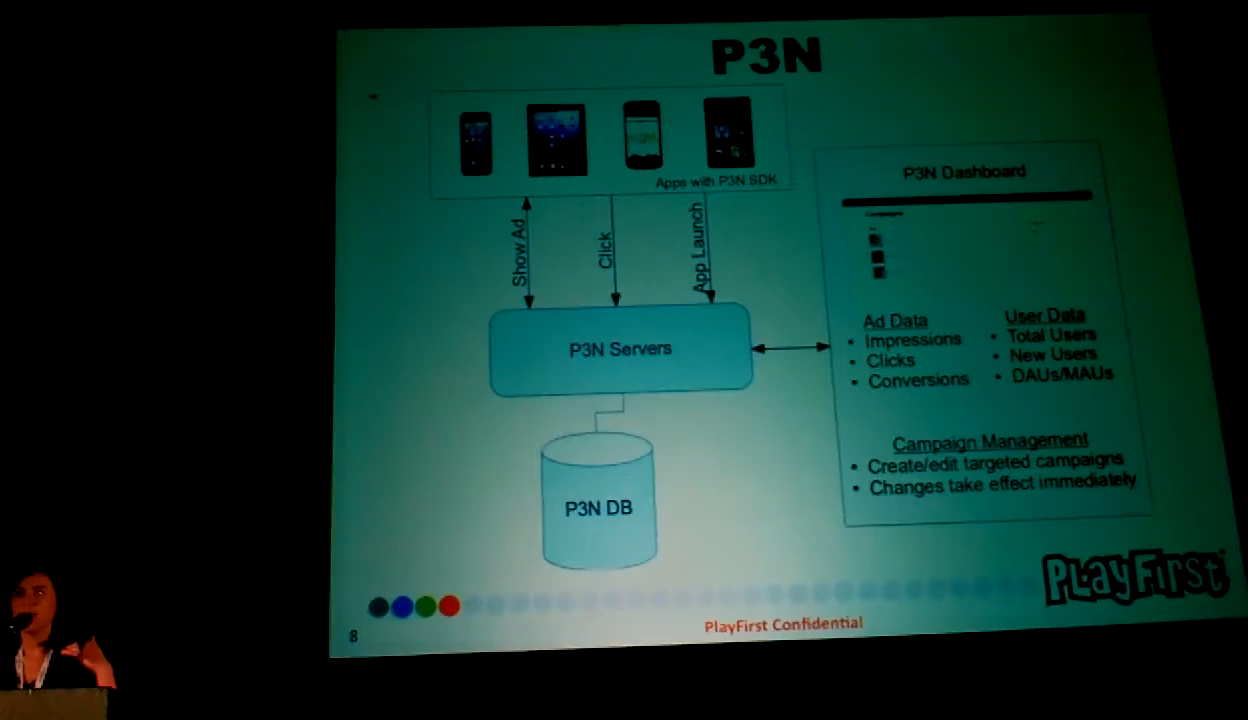 P3N
Apps with P3N SDK
Show Ad
Click
App Launch
P3N Servers
P3N DB
P3N Dashboard
Campaigns
Ad Data
• Impressions
• Clicks
• Conversions
User Data
• Total Users
• New Users
• DAUs/MAUs
Campaign Management
• Create/edit targeted campaigns
• Changes take effect immediately
PLayFirst
PlayFirst Confidential
8